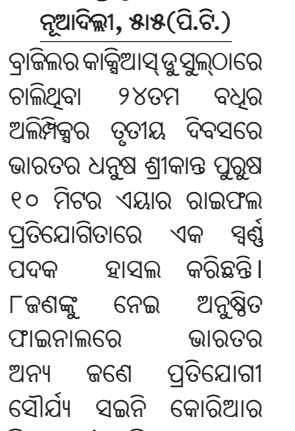 ନୂଆଦିଲ୍ଲୀ, ୫।୫(ପି.ଟି.)
ବ୍ରାଜିଲର କାକ୍ସିଆସ୍ ଡୁ ସୁଲ୍‌ଠାରେ
ଚାଲିଥିବା ୨୪ତମ ବଧିର
ଅଲିମ୍ପିକ୍ସର ତୃତୀୟ ଦିବସରେ
ଭାରତର ଧନୁଷ ଶ୍ରୀକାନ୍ତ ପୁରୁଷ
୧୦ ମିଟର ଏୟାର ରାଇଫଲ
ପ୍ରତିଯୋଗିତାରେ ଏକ ସ୍ୱର୍ଣ୍ଣ
ପଦକ ହାସଲ କରିଛନ୍ତି।
୮ଜଣଙ୍କୁ ନେଇ ଅନୁଷ୍ଠିତ
ଫାଇନାଲରେ ଭାରତର
ଅନ୍ୟ ଜଣେ ପ୍ରତିଯୋଗୀ
ସୌର୍ଯ୍ୟ ସଇନି କୋରିଆର